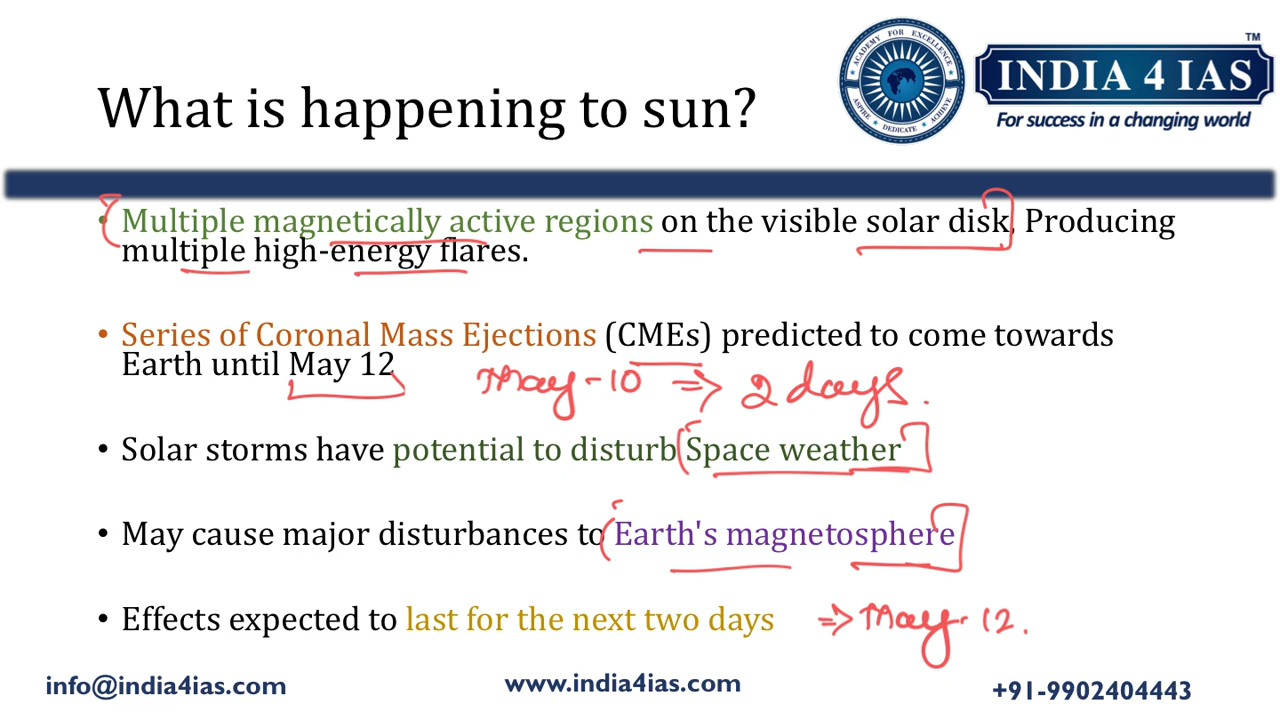 ACADEMY FOR EXCELLENCE
ASPIRE ★ DEDICATE ★ ACHIEVE
INDIA 4 IAS
TM
For success in a changing world
What is happening to sun?
• Multiple magnetically active regions on the visible solar disk, Producing
multiple high-energy flares.
• Series of Coronal Mass Ejections (CMEs) predicted to come towards
Earth until May 12
May-10 => 2 days.
• Solar storms have potential to disturb Space weather
• May cause major disturbances to Earth's magnetosphere
• Effects expected to last for the next two days => May-12.
info@india4ias.com
www.india4ias.com
+91-9902404443